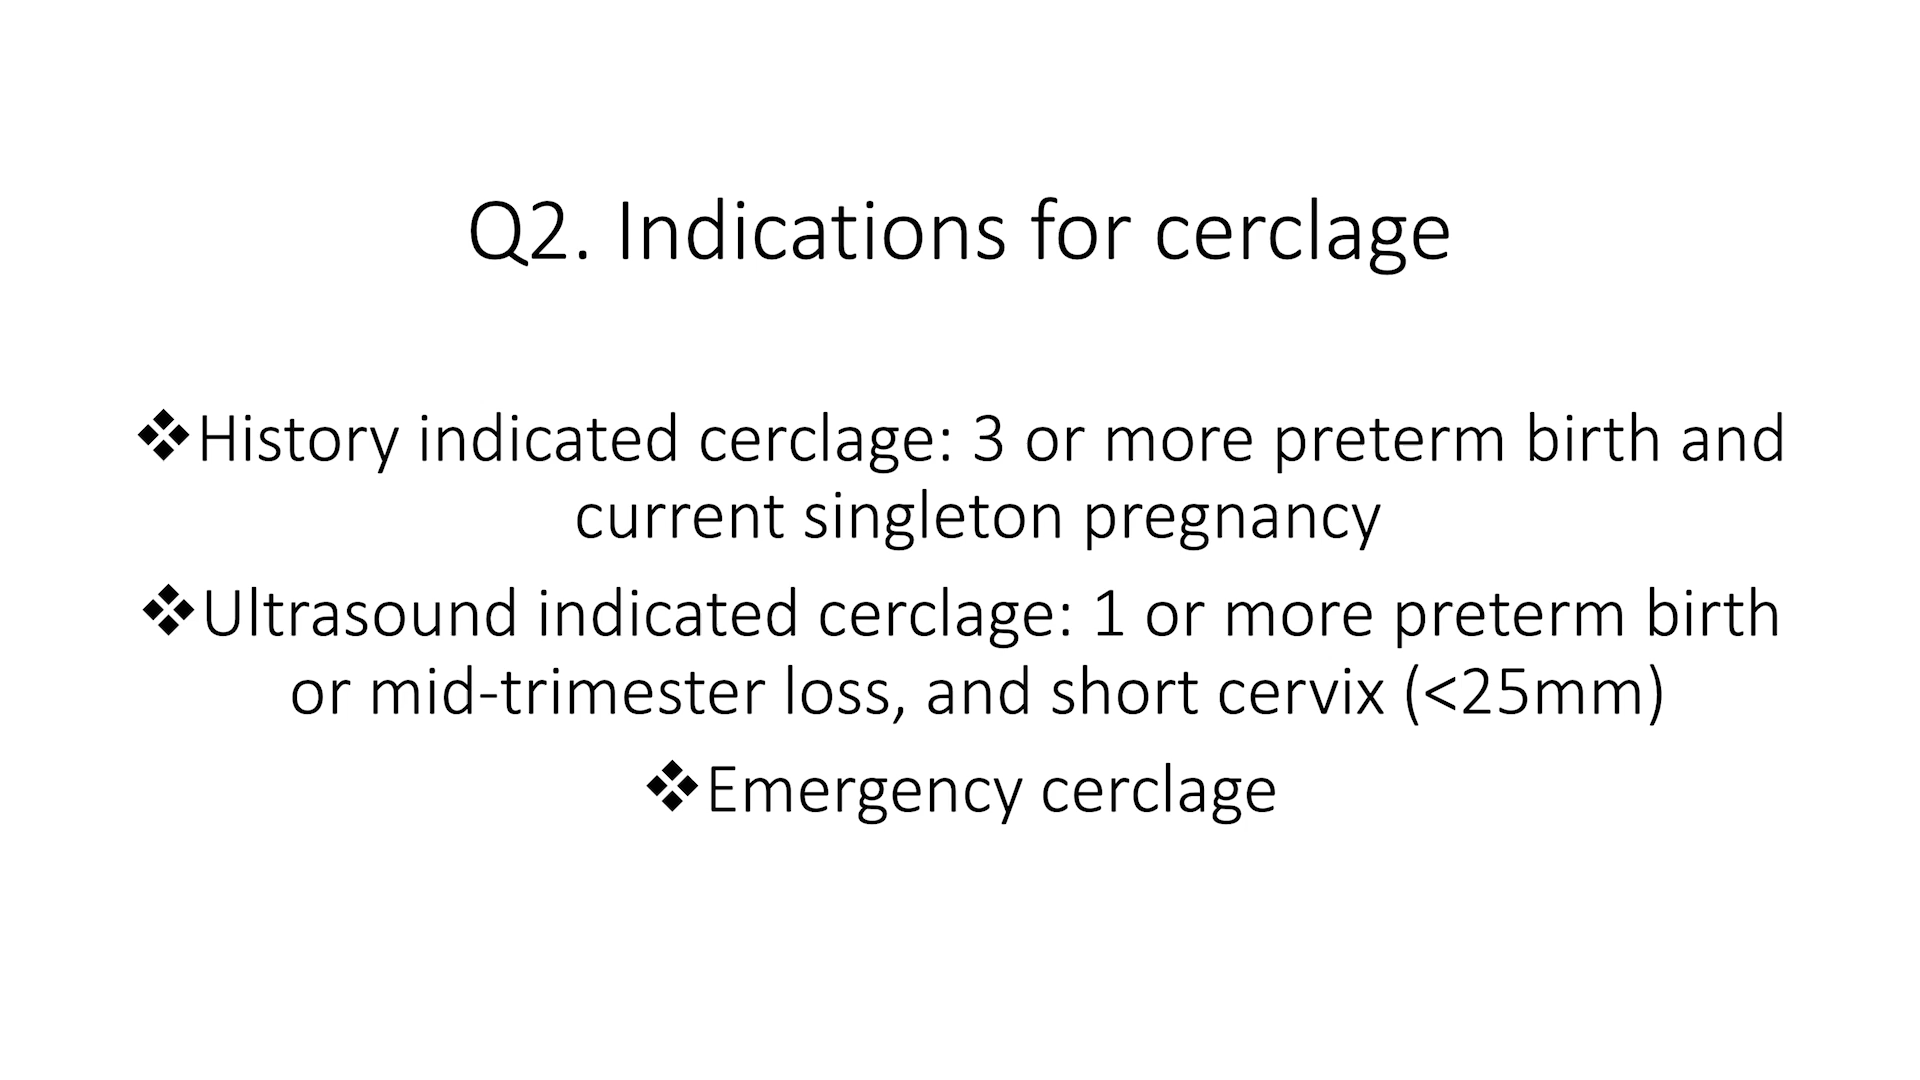 Q2. Indications for cerclage
❖History indicated cerclage: 3 or more preterm birth and
current singleton pregnancy
❖Ultrasound indicated cerclage: 1 or more preterm birth
or mid-trimester loss, and short cervix (<25mm)
❖Emergency cerclage